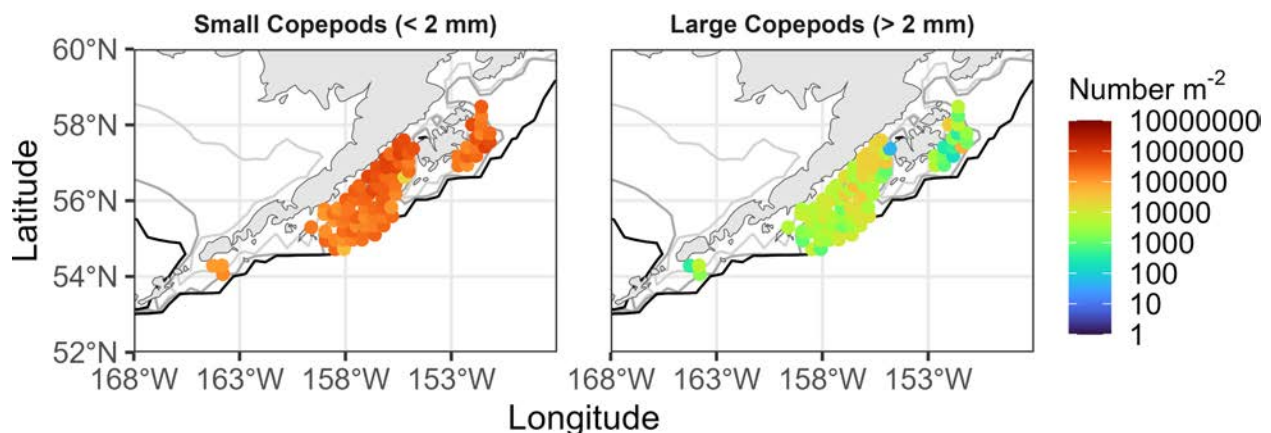 Small Copepods (< 2 mm)
Large Copepods (> 2 mm)
60°N
58°N
56°N
54°N
52°N
Latitude
168°W 163°W 158°W 153°W
168°W 163°W 158°W 153°W
Longitude
Number m⁻²
10000000
1000000
100000
10000
1000
100
10
1